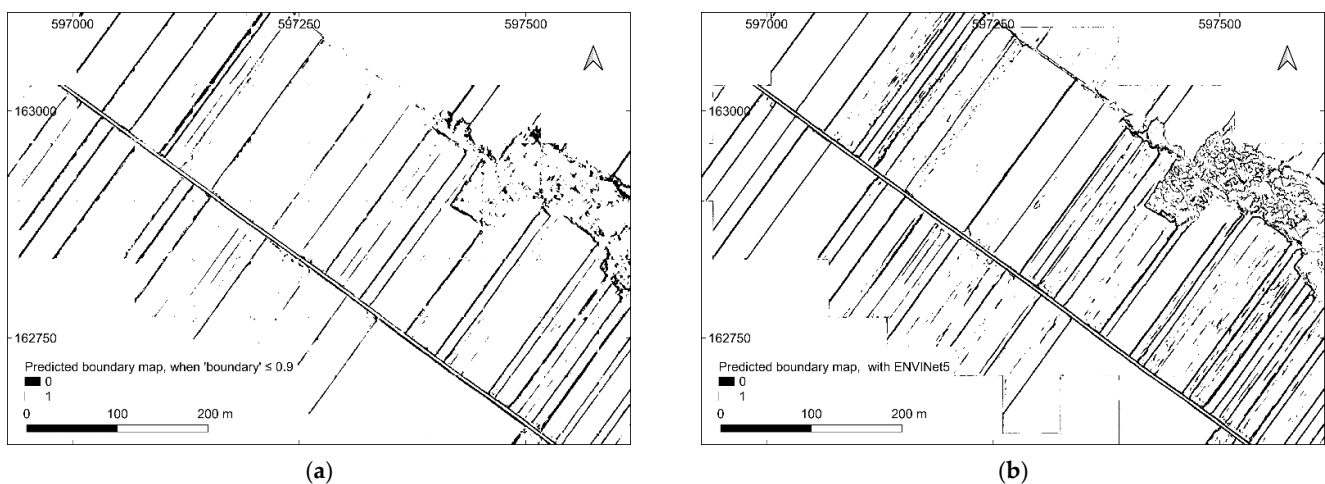 597000 597250 597500
163000
162750
Predicted boundary map, when 'boundary' ≤ 0.9
0
1
0 100 200 m
(a)
597000 597250 597500
163000
162750
Predicted boundary map, with ENVINet5
0
1
0 100 200 m
(b)